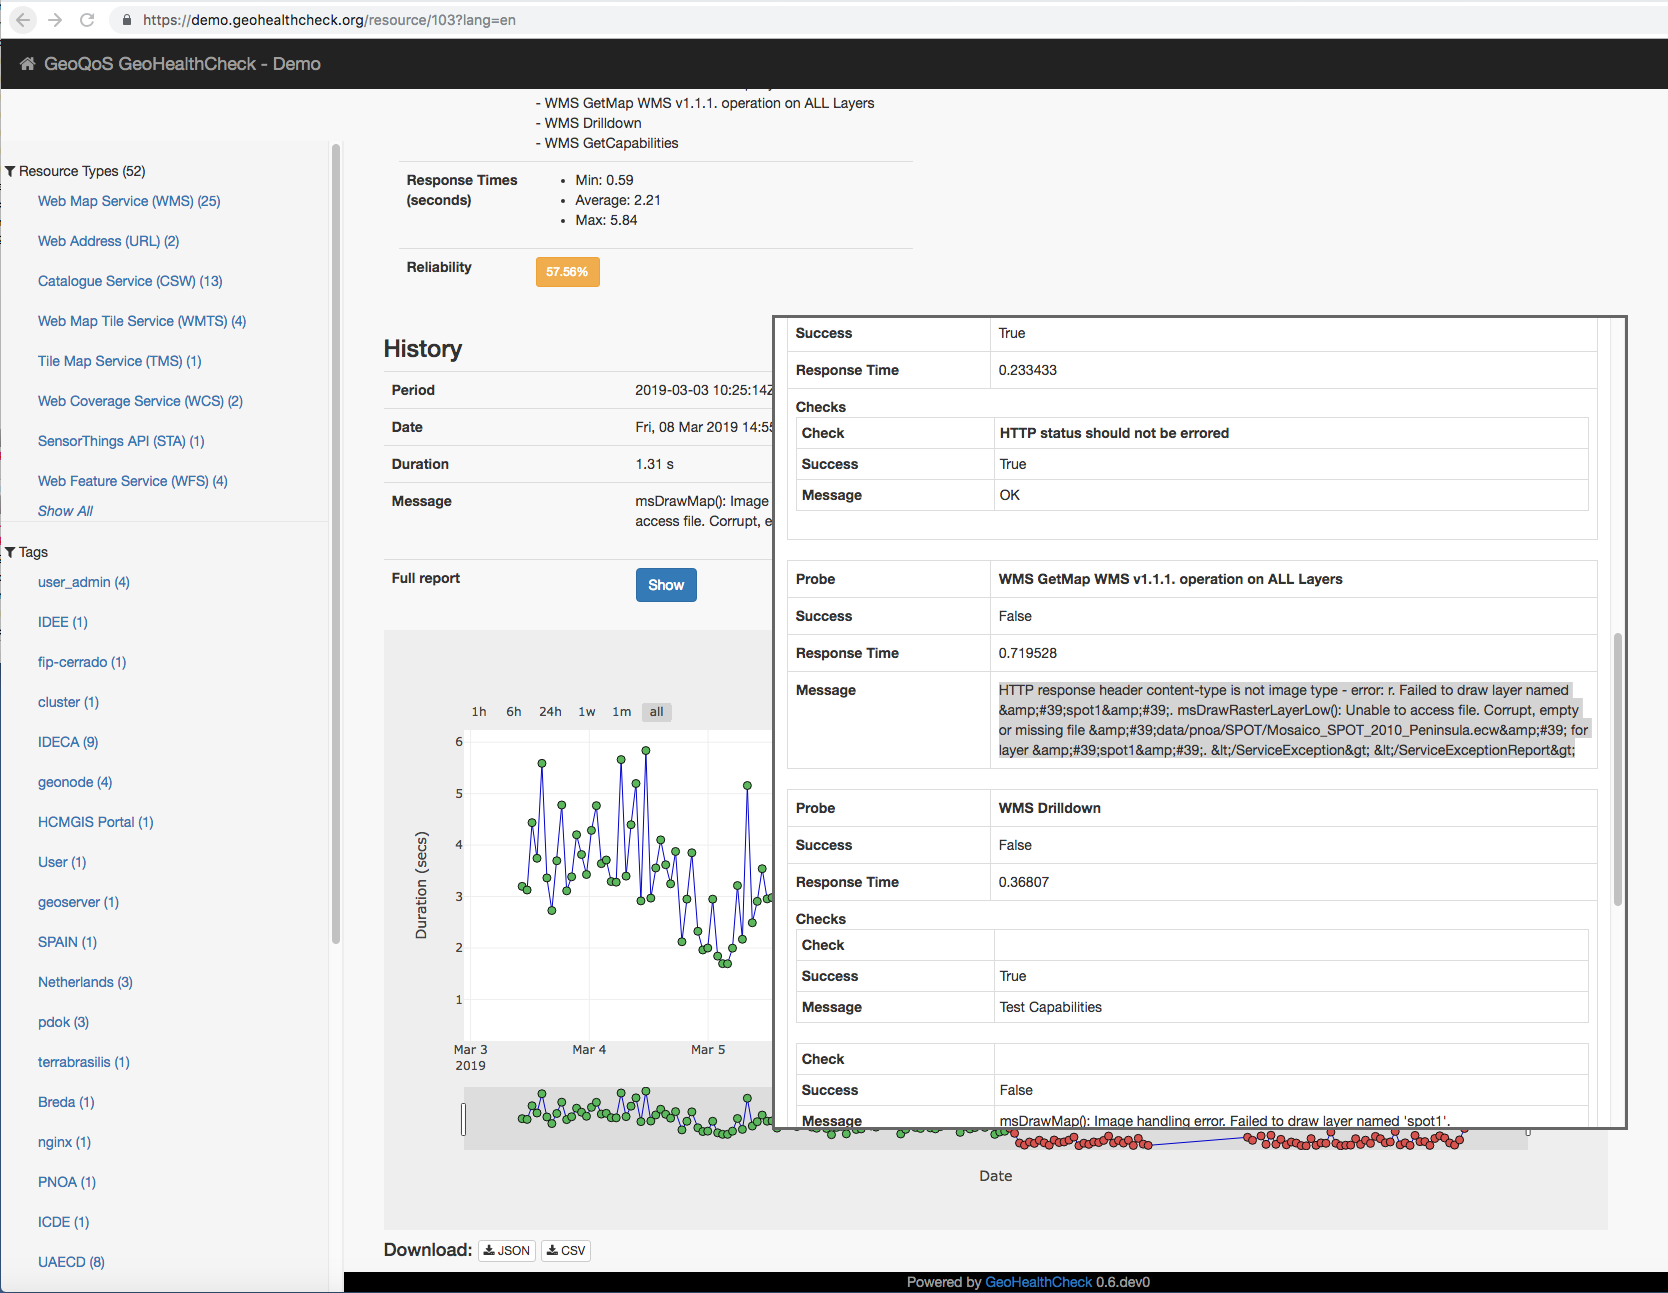 https://demo.geohealthcheck.org/resource/103?lang=en
GeoQoS GeoHealthCheck - Demo
- WMS GetMap WMS v1.1.1. operation on ALL Layers
- WMS Drilldown
- WMS GetCapabilities
Response Times (seconds)
• Min: 0.59
• Average: 2.21
• Max: 5.84
Reliability
57.56%
Resource Types (52)
Web Map Service (WMS) (25)
Web Address (URL) (2)
Catalogue Service (CSW) (13)
Web Map Tile Service (WMTS) (4)
Tile Map Service (TMS) (1)
Web Coverage Service (WCS) (2)
SensorThings API (STA) (1)
Web Feature Service (WFS) (4)
Show All
Tags
user_admin (4)
IDEE (1)
fip-cerrado (1)
cluster (1)
IDECA (9)
geonode (4)
HCMGIS Portal (1)
User (1)
geoserver (1)
SPAIN (1)
Netherlands (3)
pdok (3)
terrabrasilis (1)
Breda (1)
nginx (1)
PNOA (1)
ICDE (1)
UAECD (8)
History
Period 2019-03-03 10:25:14Z
Date Fri, 08 Mar 2019 14:55
Duration 1.31 s
Message msDrawMap(): Image
access file. Corrupt, e
Full report Show
1h 6h 24h 1w 1m all
Duration (secs)
6
5
4
3
2
1
Mar 3
2019
Mar 4
Mar 5
Date
Success True
Response Time 0.233433
Checks
Check HTTP status should not be errored
Success True
Message OK
Probe WMS GetMap WMS v1.1.1. operation on ALL Layers
Success False
Response Time 0.719528
Message HTTP response header content-type is not image type - error: r. Failed to draw layer named
&amp;#39;spot1&amp;#39;. msDrawRasterLayerLow(): Unable to access file. Corrupt, empty
or missing file &amp;#39;data/pnoa/SPOT/Mosaico_SPOT_2010_Peninsula.ecw&amp;#39; for
layer &amp;#39;spot1&amp;#39;. &lt;/ServiceException&gt; &lt;/ServiceExceptionReport&gt;
Probe WMS Drilldown
Success False
Response Time 0.36807
Checks
Check
Success True
Message Test Capabilities
Check
Success False
Message msDrawMap(): Image handling error. Failed to draw layer named 'spot1'.
Download: JSON CSV
Powered by GeoHealthCheck 0.6.dev0